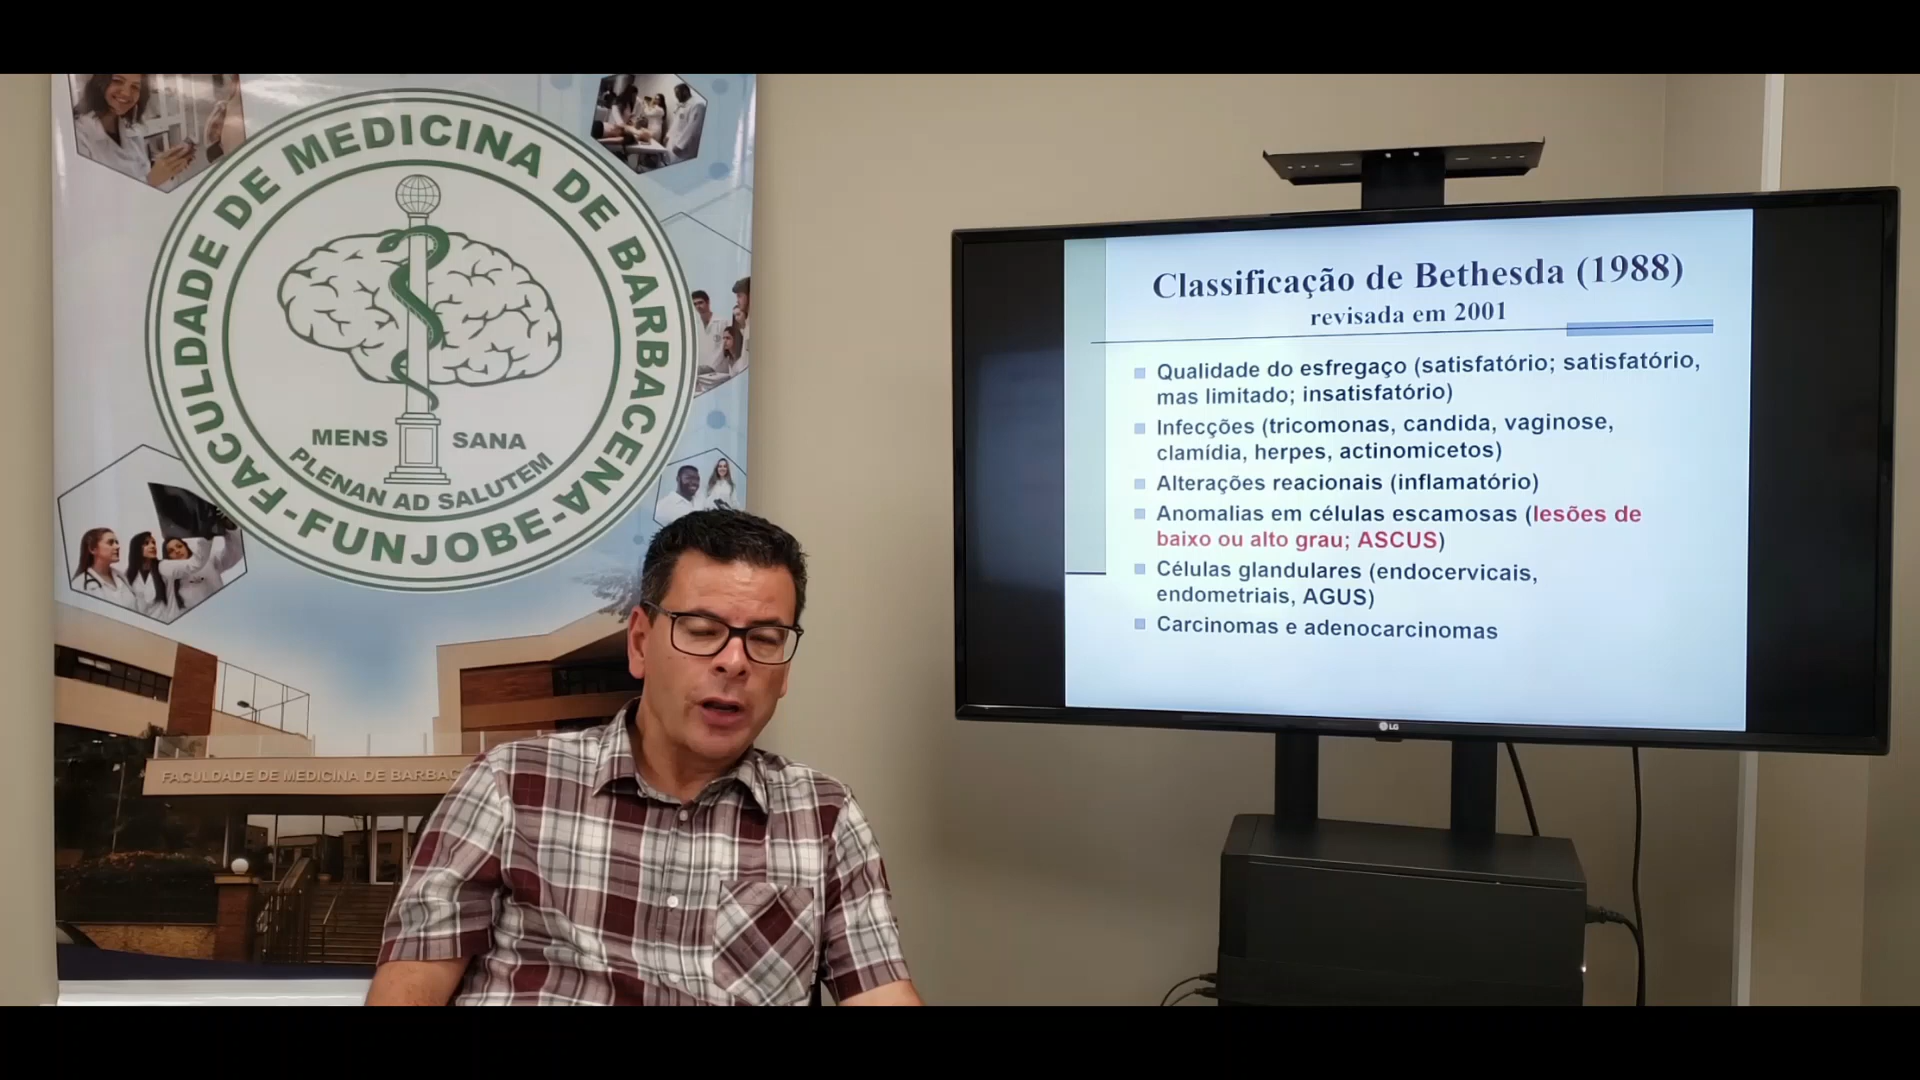 FACULDADE DE MEDICINA DE BARBACENA-FUNJOBE-
MENS SANA
PLENAN AD SALUTEM
FACULDADE DE MEDICINA DE BARBAC
Classificação de Bethesda (1988)
revisada em 2001
Qualidade do esfregaço (satisfatório; satisfatório,
mas limitado; insatisfatório)
Infecções (tricomonas, candida, vaginose,
clamídia, herpes, actinomicetos)
Alterações reacionais (inflamatório)
Anomalias em células escamosas (lesões de
baixo ou alto grau; ASCUS)
Células glandulares (endocervicais,
endometriais, AGUS)
Carcinomas e adenocarcinomas
LG